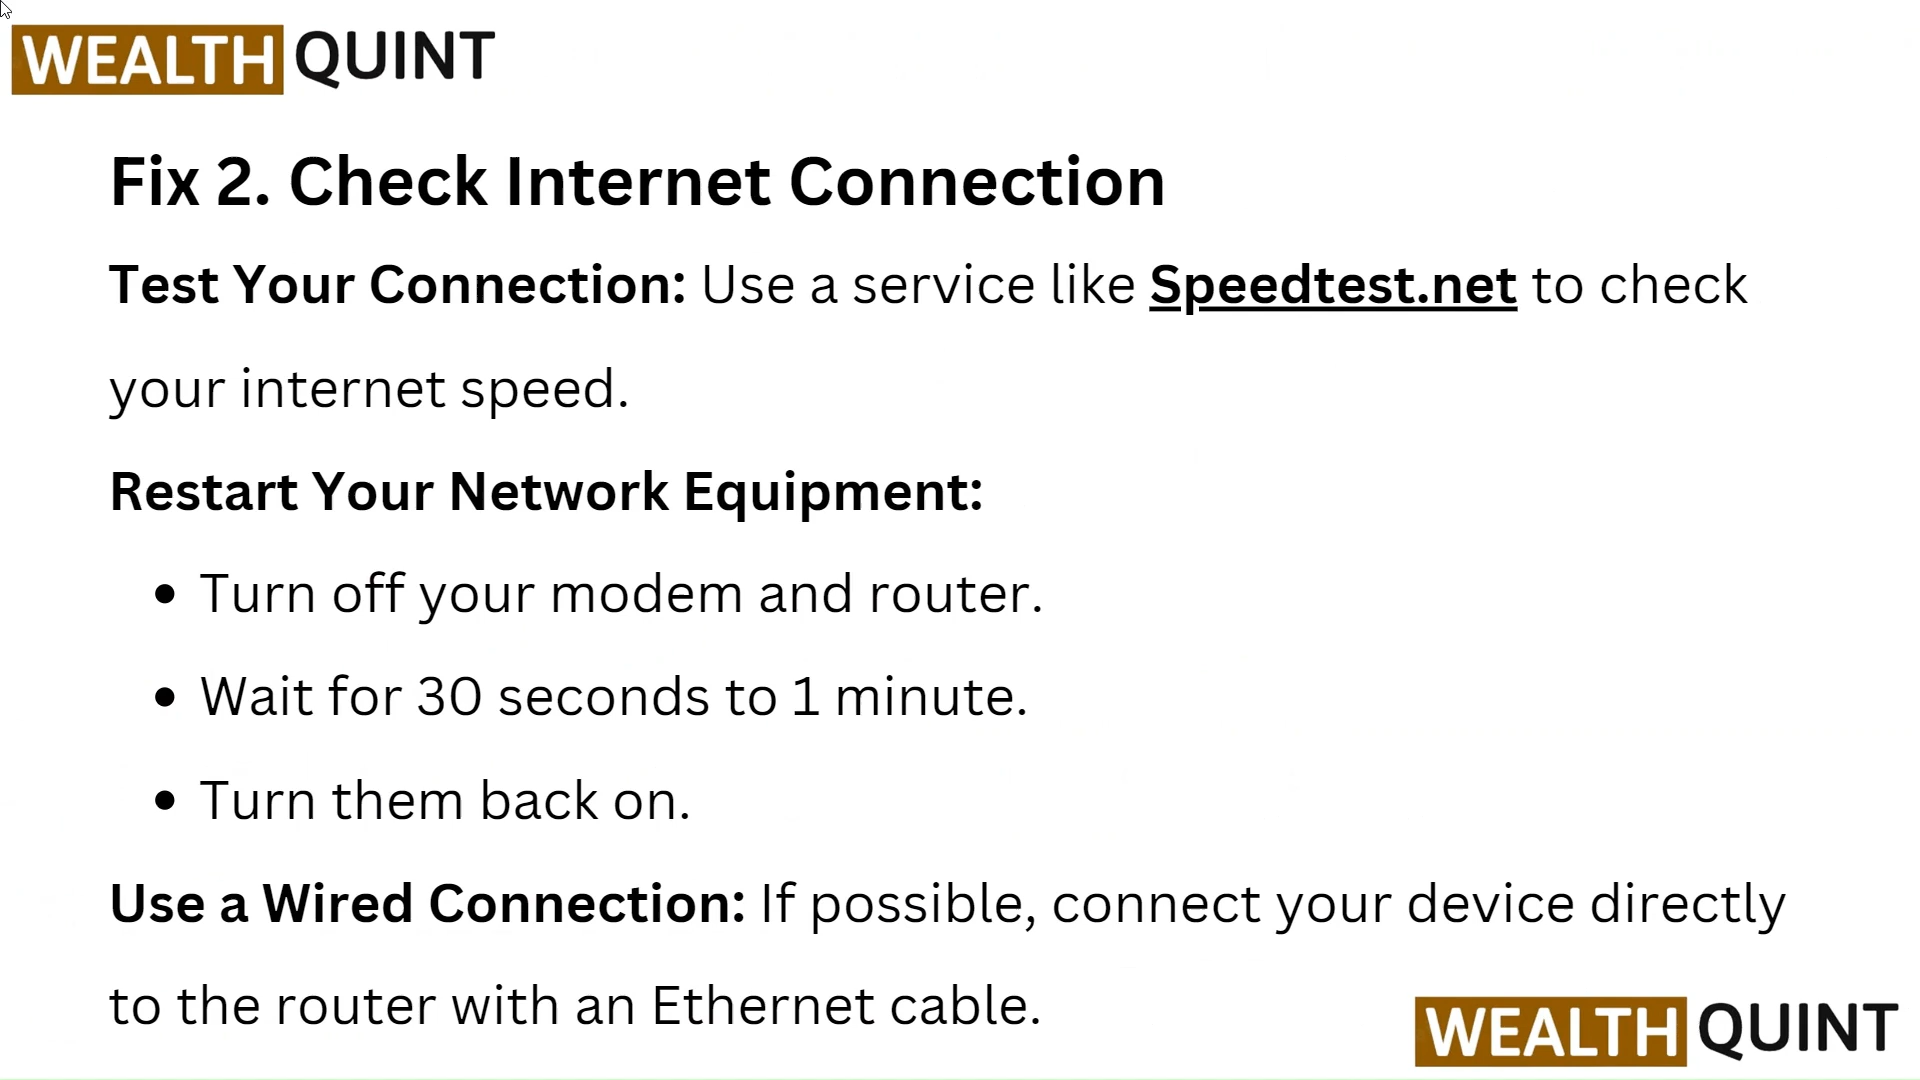 WEALTH QUINT
Fix 2. Check Internet Connection
Test Your Connection: Use a service like Speedtest.net to check
your internet speed.
Restart Your Network Equipment:
• Turn off your modem and router.
• Wait for 30 seconds to 1 minute.
• Turn them back on.
Use a Wired Connection: If possible, connect your device directly
to the router with an Ethernet cable.
WEALTH QUINT